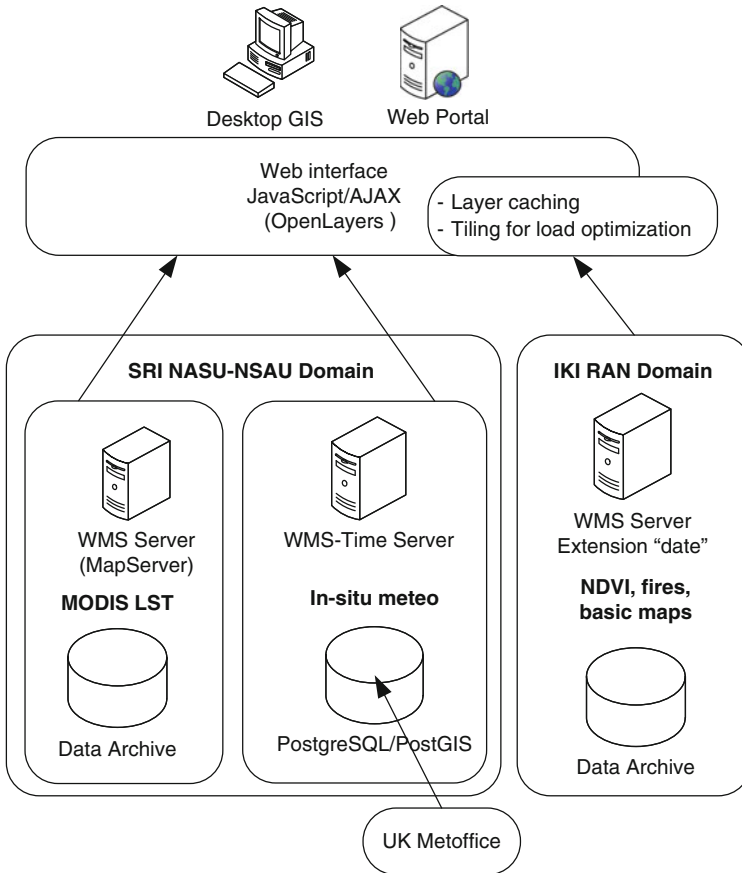 Desktop GIS
Web Portal
Web interface
JavaScript/AJAX
(OpenLayers )
- Layer caching
- Tiling for load optimization
SRI NASU-NSAU Domain
WMS Server
(MapServer)
MODIS LST
Data Archive
WMS-Time Server
In-situ meteo
PostgreSQL/PostGIS
IKI RAN Domain
WMS Server
Extension “date”
NDVI, fires,
basic maps
Data Archive
UK Metoffice